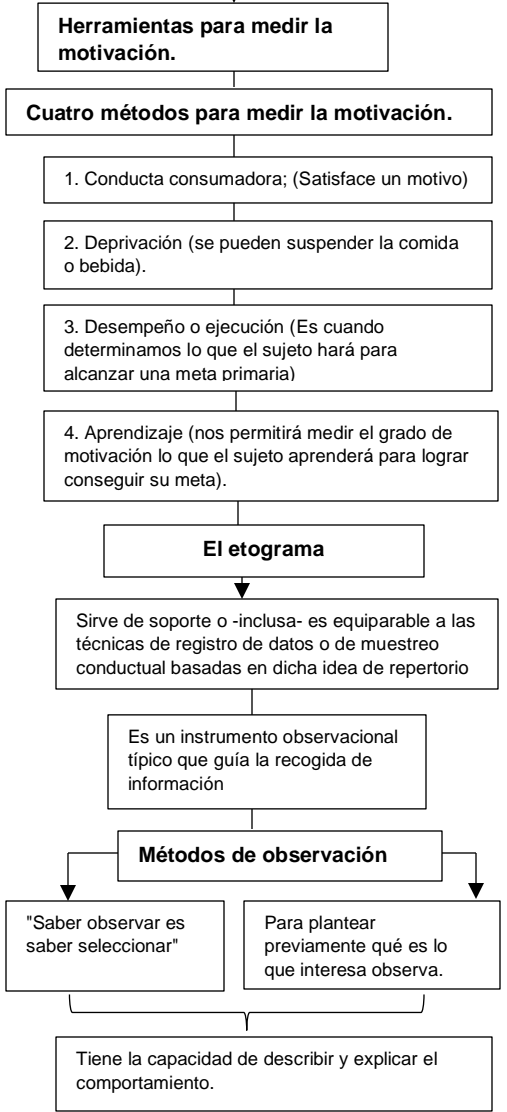 Herramientas para medir la
motivación.
Cuatro métodos para medir la motivación.
1. Conducta consumadora; (Satisface un motivo)
2. Deprivación (se pueden suspender la comida
o bebida).
3. Desempeño o ejecución (Es cuando
determinamos lo que el sujeto hará para
alcanzar una meta primaria)
4. Aprendizaje (nos permitirá medir el grado de
motivación lo que el sujeto aprenderá para lograr
conseguir su meta).
El etograma
Sirve de soporte o -inclusa- es equiparable a las
técnicas de registro de datos o de muestreo
conductual basadas en dicha idea de repertorio
Es un instrumento observacional
típico que guía la recogida de
información
Métodos de observación
"Saber observar es
saber seleccionar"
Para plantear
previamente qué es lo
que interesa observa.
Tiene la capacidad de describir y explicar el
comportamiento.